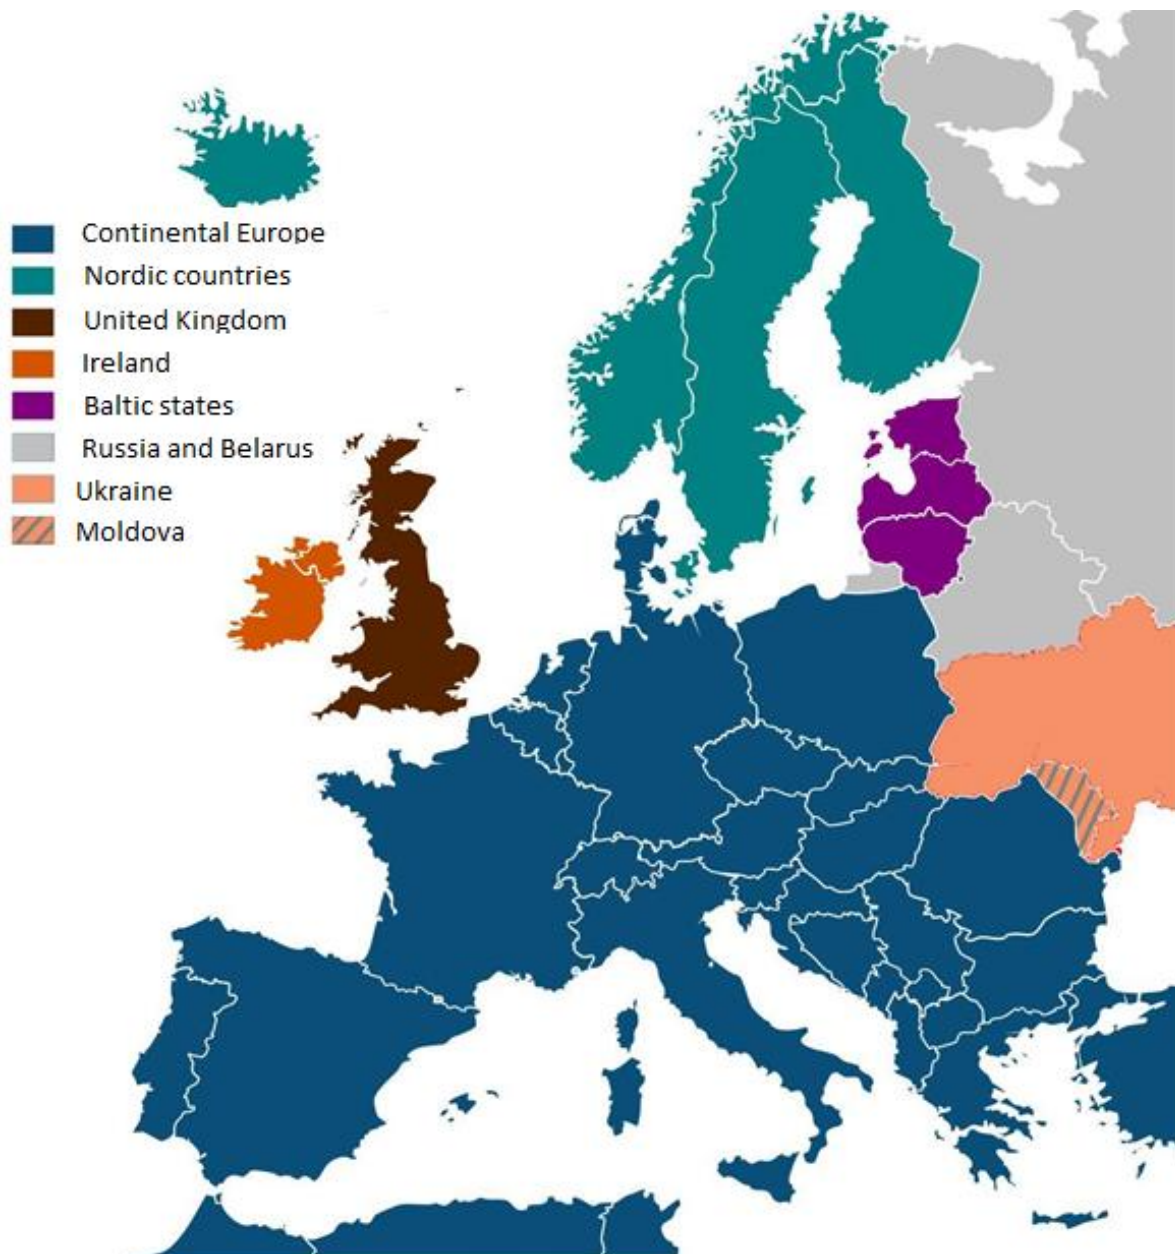 Continental Europe
Nordic countries
United Kingdom
Ireland
Baltic states
Russia and Belarus
Ukraine
Moldova